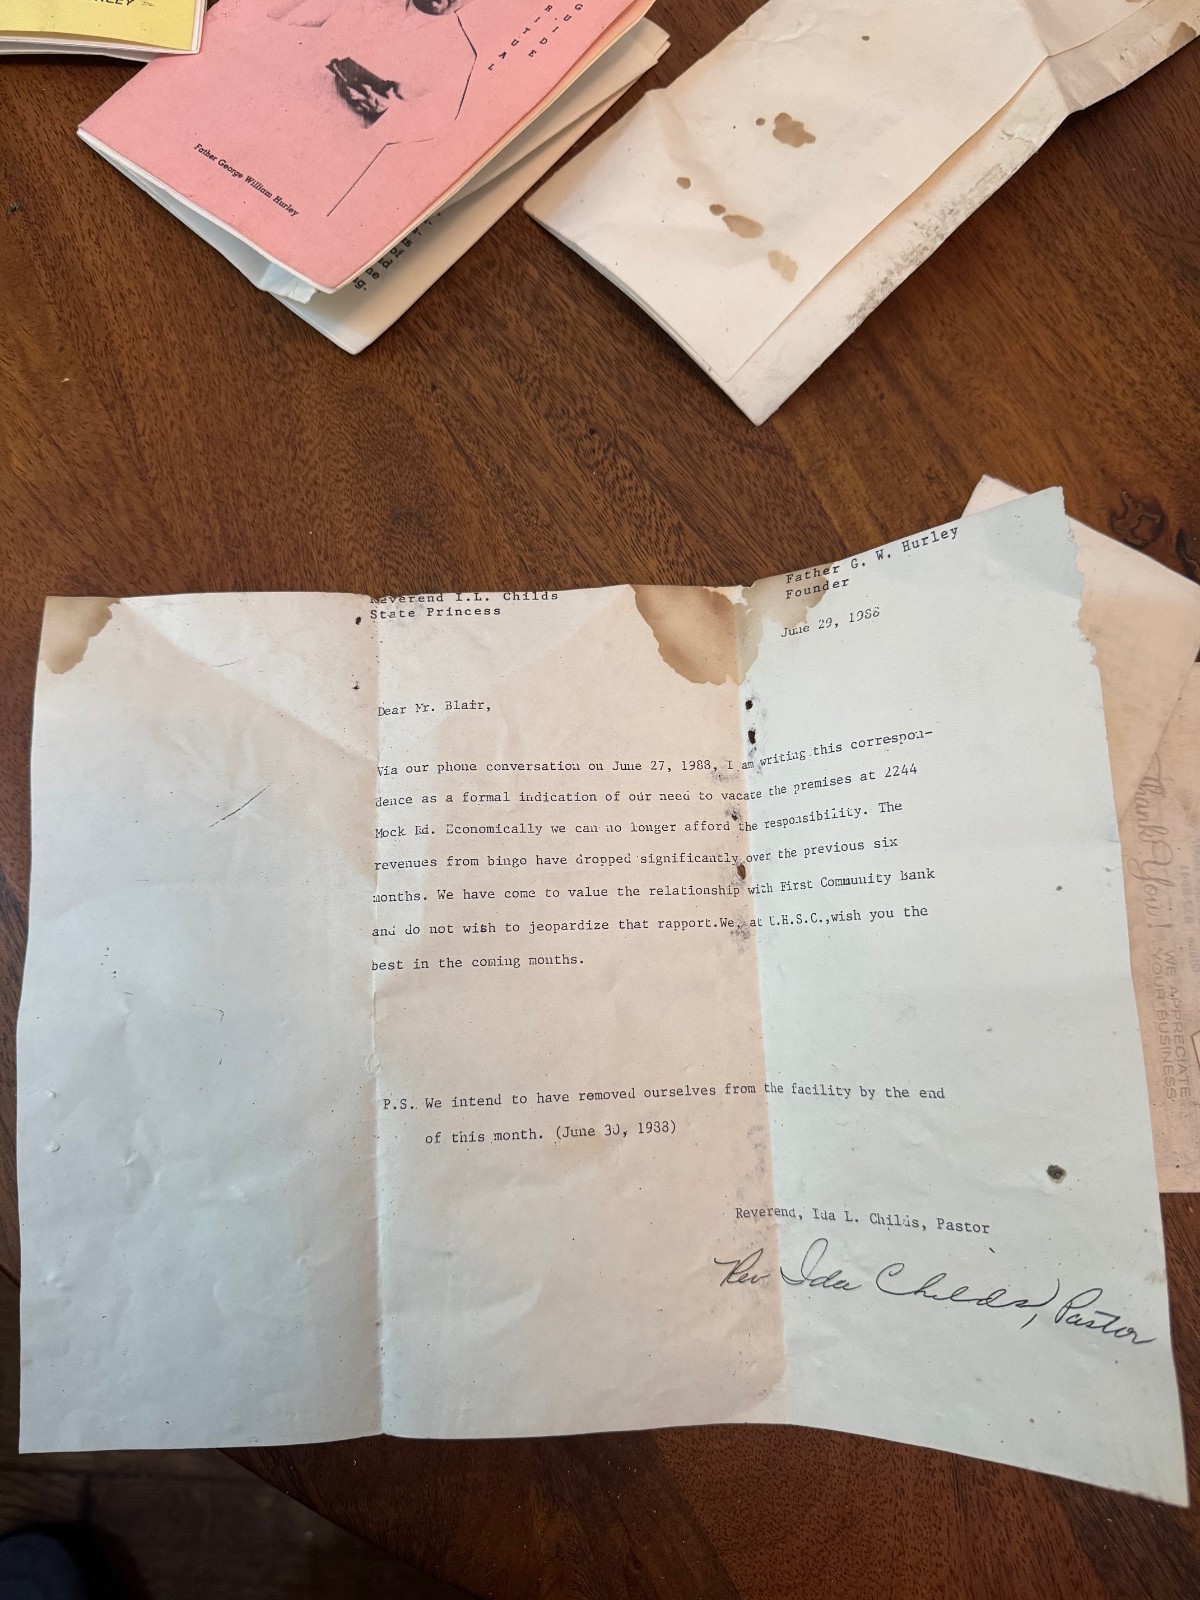 RLEY
SPIRITUAL
GUIDE
Father George William Hurley
Reverend I.L. Childs
State Princess
Father G. W. Hurley
Founder
June 29, 1988
Dear Mr. Blair,
Via our phone conversation on June 27, 1988, I am writing this correspon-
dence as a formal indication of our need to vacate the premises at 2244
Mock Rd. Economically we can no longer afford the responsibility. The
revenues from bingo have dropped significantly over the previous six
months. We have come to value the relationship with First Community Bank
and do not wish to jeopardize that rapport.We, at U.H.S.C.,wish you the
best in the coming months.
P.S. We intend to have removed ourselves from the facility by the end
of this month. (June 30, 1988)
Reverend, Ida L. Childs, Pastor
Rev Ida Childs, Pastor
Thank You!
WE APPRECIATE
YOUR BUSINESS